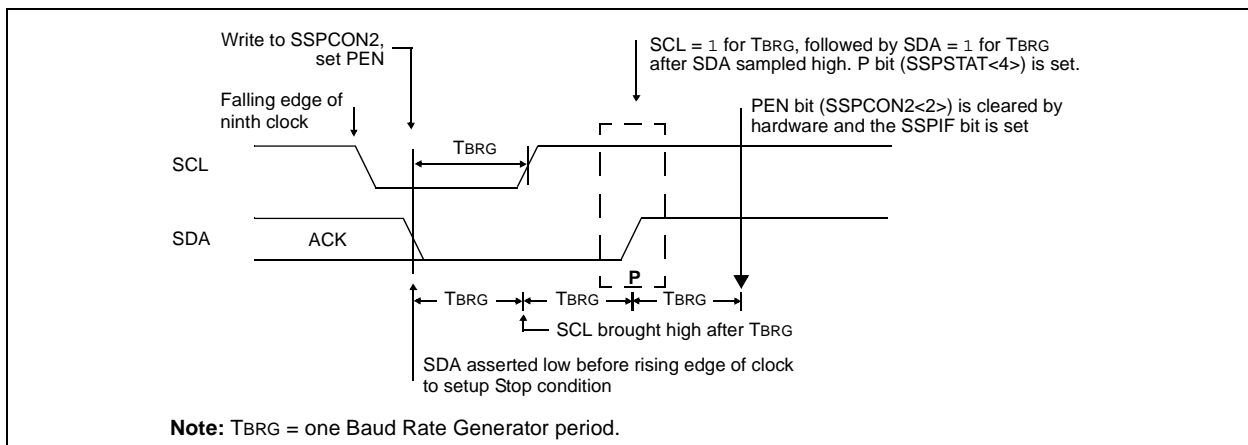 Write to SSPCON2,
set PEN
SCL = 1 for TBRG, followed by SDA = 1 for TBRG
after SDA sampled high. P bit (SSPSTAT<4>) is set.
Falling edge of
ninth clock
PEN bit (SSPCON2<2>) is cleared by
hardware and the SSPIF bit is set
TBRG
SCL
SDA
ACK
P
TBRG
TBRG
TBRG
SCL brought high after TBRG
SDA asserted low before rising edge of clock
to setup Stop condition
Note: TBRG = one Baud Rate Generator period.